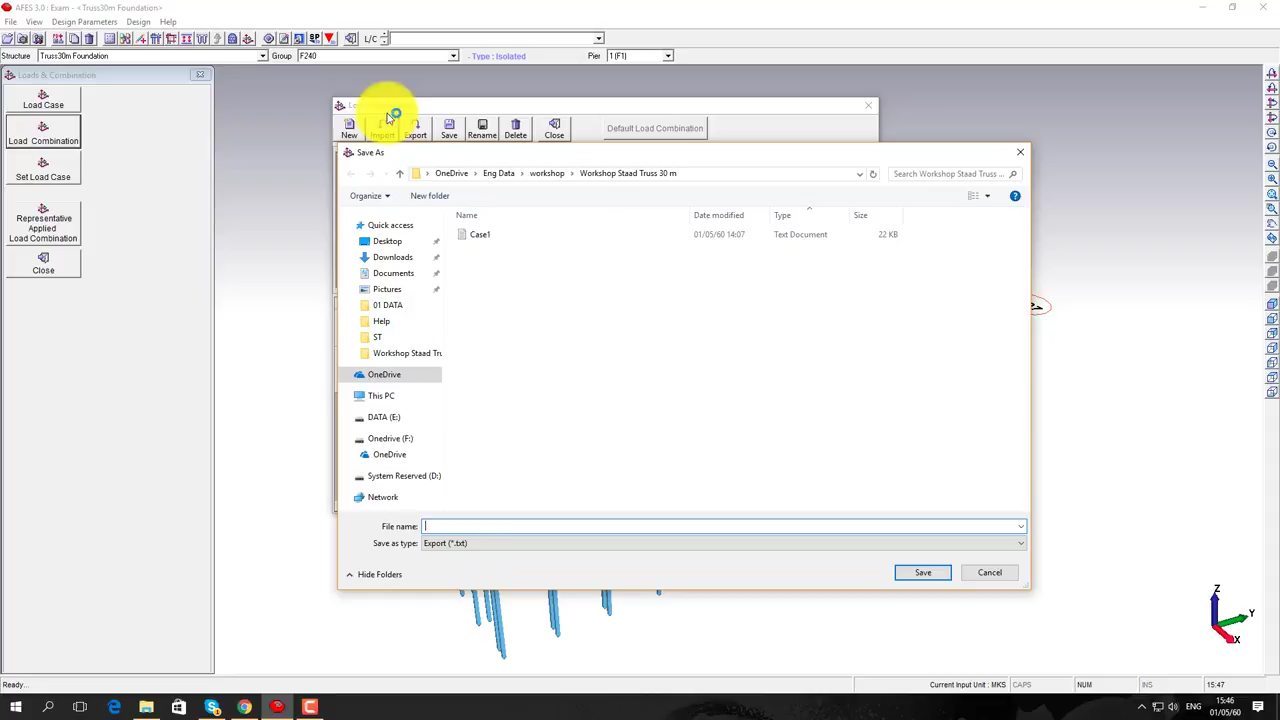 AFES 3.0 : Exam - <Truss30m Foundation>
File View Design Parameters Design Help
L/C
Structure Truss30m Foundation Group F240 - Type : Isolated Pier 1(F1)
Loads & Combination
Load Case
Load Combination
Set Load Case
Representative
Applied
Load Combination
Close
New Import Export Save Rename Delete Close Default Load Combination
Save As
OneDrive > Eng Data > workshop > Workshop Staad Truss 30 m
Search Workshop Staad Truss ...
Organize New folder
Name Date modified Type Size
Case1 01/05/60 14:07 Text Document 22 KB
Quick access
Desktop
Downloads
Documents
Pictures
01 DATA
Help
ST
Workshop Staad Tru
OneDrive
This PC
DATA (E:)
Onedrive (F:)
OneDrive
System Reserved (D:)
Network
File name:
Save as type: Export (*.txt)
Hide Folders Save Cancel
Z
Y
X
Ready... Current Input Unit : MKS CAPS NUM INS 15:47
ENG 15:46
01/05/60